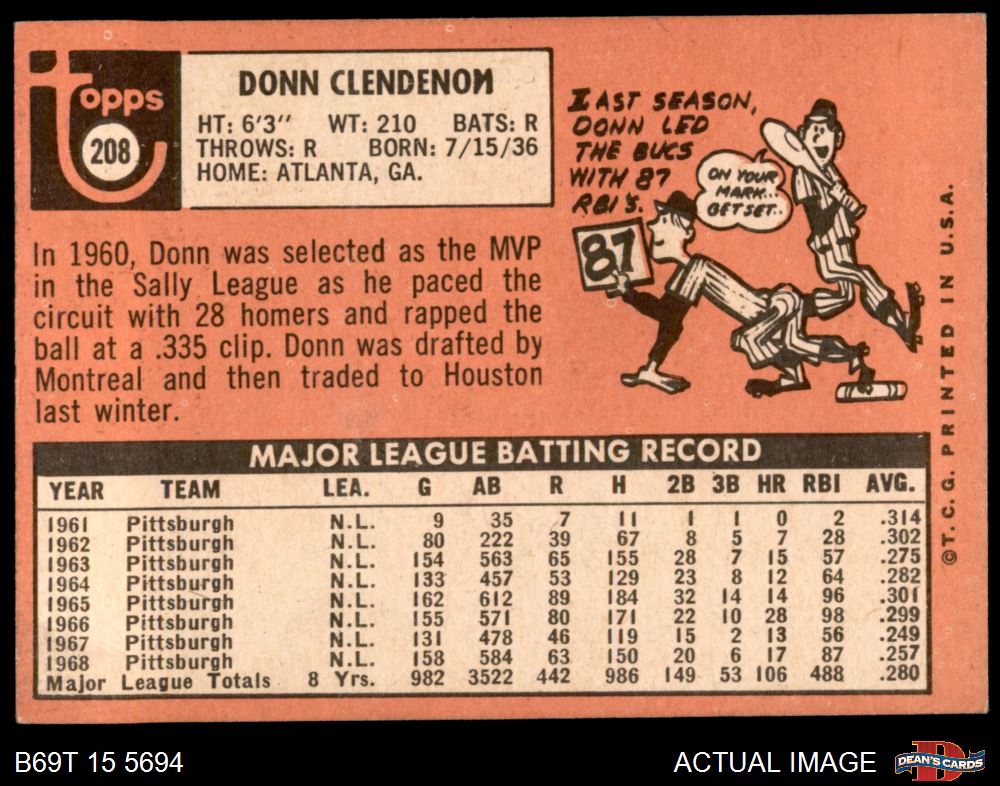 Topps
208
DONN CLENDENON
HT: 6'3" WT: 210 BATS: R
THROWS: R BORN: 7/15/36
HOME: ATLANTA, GA.
In 1960, Donn was selected as the MVP
in the Sally League as he paced the
circuit with 28 homers and rapped the
ball at a .335 clip. Donn was drafted by
Montreal and then traded to Houston
last winter.
LAST SEASON,
DONN LED
THE BUCS
WITH 87
RBI'S.
ON YOUR
MARK...
GET SET..
87
MAJOR LEAGUE BATTING RECORD
YEAR TEAM LEA. G AB R H 2B 3B HR RBI AVG.
1961 Pittsburgh N.L. 9 35 7 11 1 1 0 2 .314
1962 Pittsburgh N.L. 80 222 39 67 8 5 7 28 .302
1963 Pittsburgh N.L. 154 563 65 155 28 7 15 57 .275
1964 Pittsburgh N.L. 133 457 53 129 23 8 12 64 .282
1965 Pittsburgh N.L. 162 612 89 184 32 14 14 96 .301
1966 Pittsburgh N.L. 155 571 80 171 22 10 28 98 .299
1967 Pittsburgh N.L. 131 478 46 119 15 2 13 56 .249
1968 Pittsburgh N.L. 158 584 63 150 20 6 17 87 .257
Major League Totals 8 Yrs. 982 3522 442 986 149 53 106 488 .280
©T.C.G. PRINTED IN U.S.A.
B69T 15 5694
ACTUAL IMAGE
DEAN'S CARDS